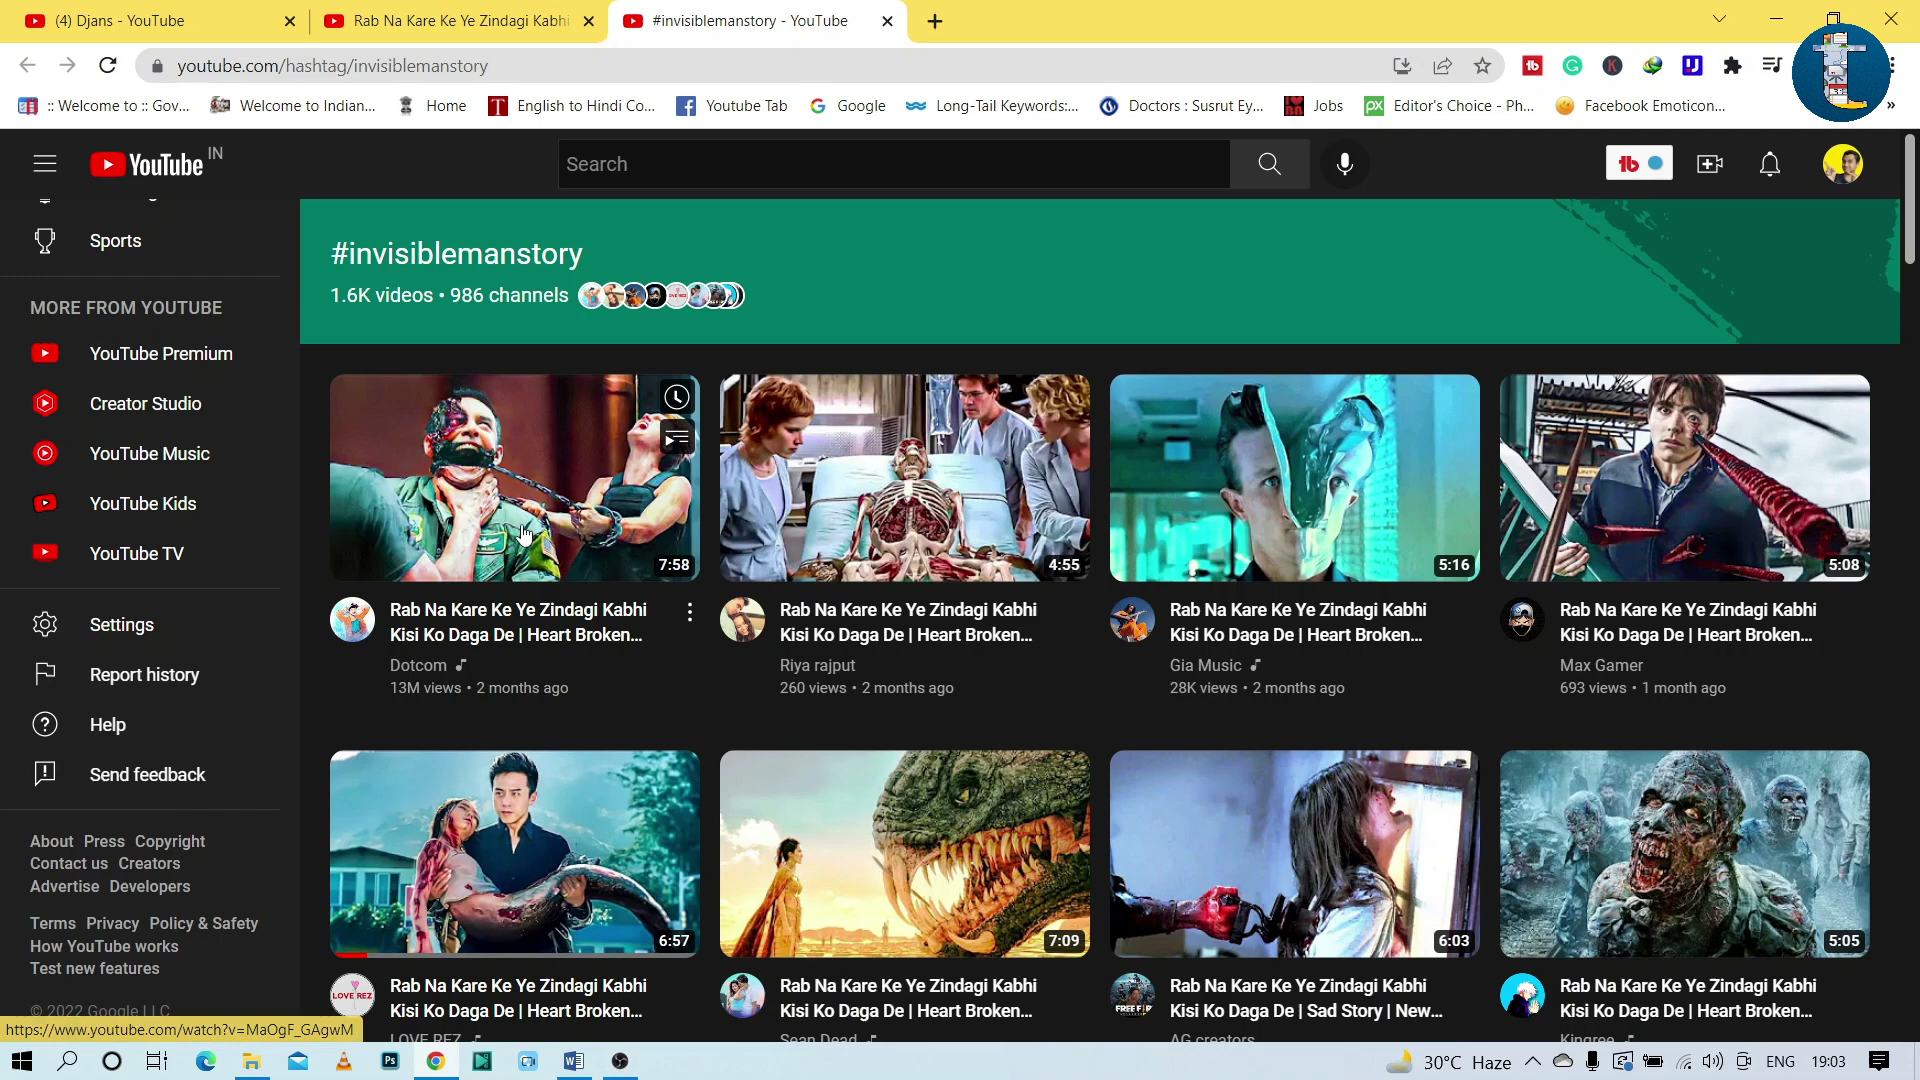 (4) Djans - YouTube
Rab Na Kare Ke Ye Zindagi Kabhi
#invisiblemanstory - YouTube
youtube.com/hashtag/invisiblemanstory
:: Welcome to :: Gov...
Welcome to Indian...
Home
English to Hindi Co...
Youtube Tab
Google
Long-Tail Keywords:...
Doctors : Susrut Ey...
Jobs
Editor's Choice - Ph...
Facebook Emoticon...
»
YouTube IN
Search
Sports
MORE FROM YOUTUBE
YouTube Premium
Creator Studio
YouTube Music
YouTube Kids
YouTube TV
Settings
Report history
Help
Send feedback
About Press Copyright
Contact us Creators
Advertise Developers
Terms Privacy Policy & Safety
How YouTube works
Test new features
© 2022 Google LLC
https://www.youtube.com/watch?v=MaOgF_GAgwM
#invisiblemanstory
1.6K videos • 986 channels
7:58
Rab Na Kare Ke Ye Zindagi Kabhi
Kisi Ko Daga De | Heart Broken...
Dotcom
13M views • 2 months ago
4:55
Rab Na Kare Ke Ye Zindagi Kabhi
Kisi Ko Daga De | Heart Broken...
Riya rajput
260 views • 2 months ago
5:16
Rab Na Kare Ke Ye Zindagi Kabhi
Kisi Ko Daga De | Heart Broken...
Gia Music
28K views • 2 months ago
5:08
Rab Na Kare Ke Ye Zindagi Kabhi
Kisi Ko Daga De | Heart Broken...
Max Gamer
693 views • 1 month ago
6:57
LOVE REZ
Rab Na Kare Ke Ye Zindagi Kabhi
Kisi Ko Daga De | Heart Broken...
LOVE REZ
7:09
Rab Na Kare Ke Ye Zindagi Kabhi
Kisi Ko Daga De | Heart Broken...
Sean Dead
6:03
Rab Na Kare Ke Ye Zindagi Kabhi
Kisi Ko Daga De | Sad Story | New...
AG creators
5:05
Rab Na Kare Ke Ye Zindagi Kabhi
Kisi Ko Daga De | Heart Broken...
Kingree
30°C Haze
ENG
19:03